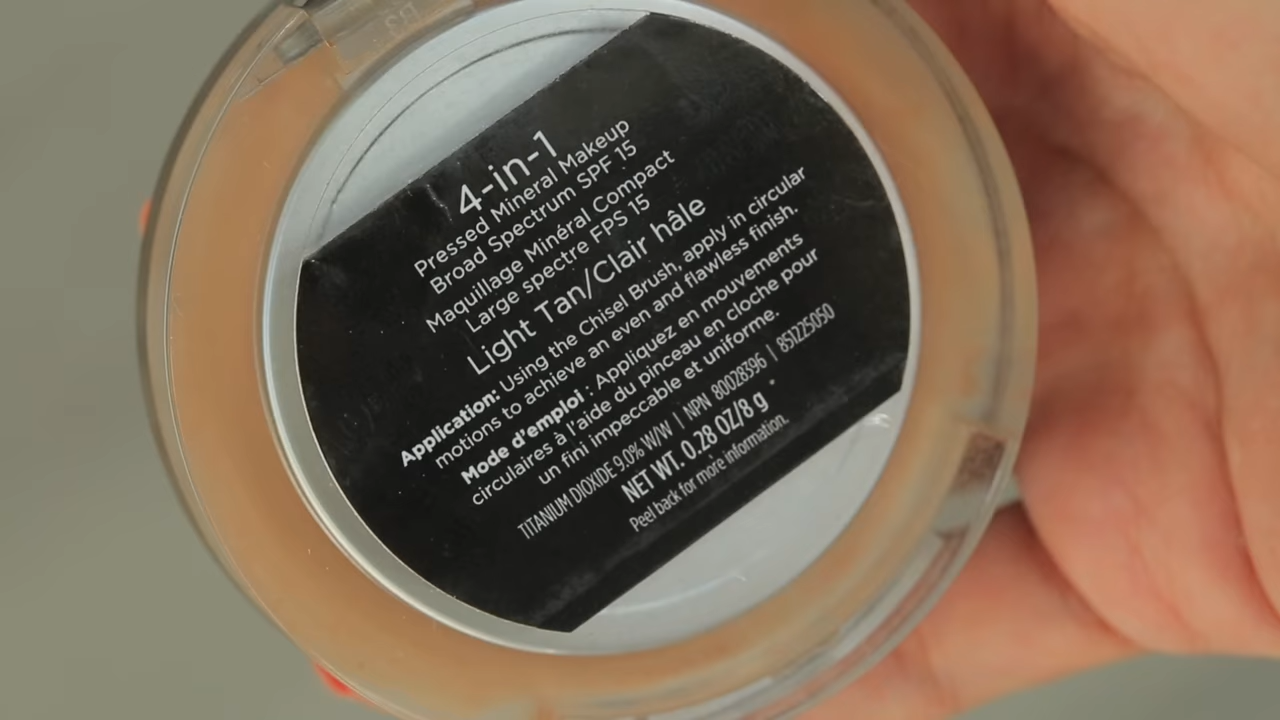 4-in-1
Pressed Mineral Makeup
Broad Spectrum SPF 15
Maquillage Minéral Compact
Large spectre FPS 15
Light Tan/Clair hâle
Application: Using the Chisel Brush, apply in circular
motions to achieve an even and flawless finish.
Mode d'emploi : Appliquez en mouvements
circulaires à l'aide du pinceau en cloche pour
un fini impeccable et uniforme.
TITANIUM DIOXIDE 9.0% W/W | NPN 80028396 | 851225050
NET WT. 0.28 OZ/8 g
Peel back for more information.